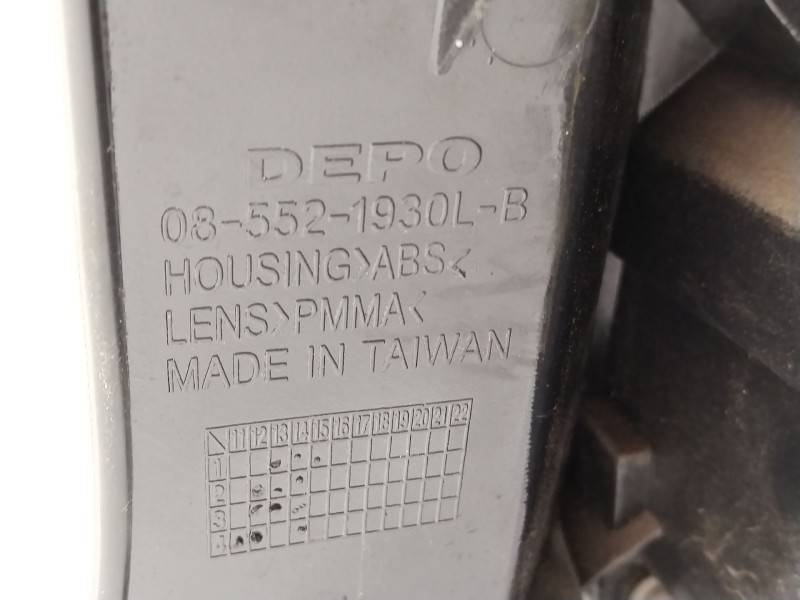 DEPO
08-552-1930L-B
HOUSING>ABS<
LENS>PMMA<
MADE IN TAIWAN
11 12 13 14 15 16 17 18 19 20 21 22
1
2
3
4